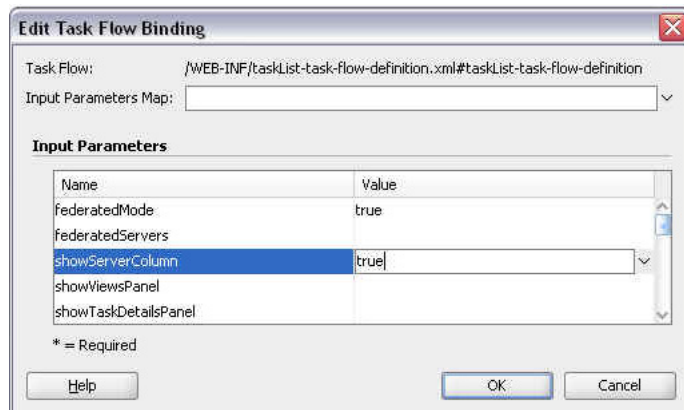 Edit Task Flow Binding
Task Flow: /WEB-INF/taskList-task-flow-definition.xml#taskList-task-flow-definition
Input Parameters Map:
Input Parameters
Name Value
federatedMode true
federatedServers
showServerColumn true
showViewsPanel
showTaskDetailsPanel
* = Required
Help OK Cancel